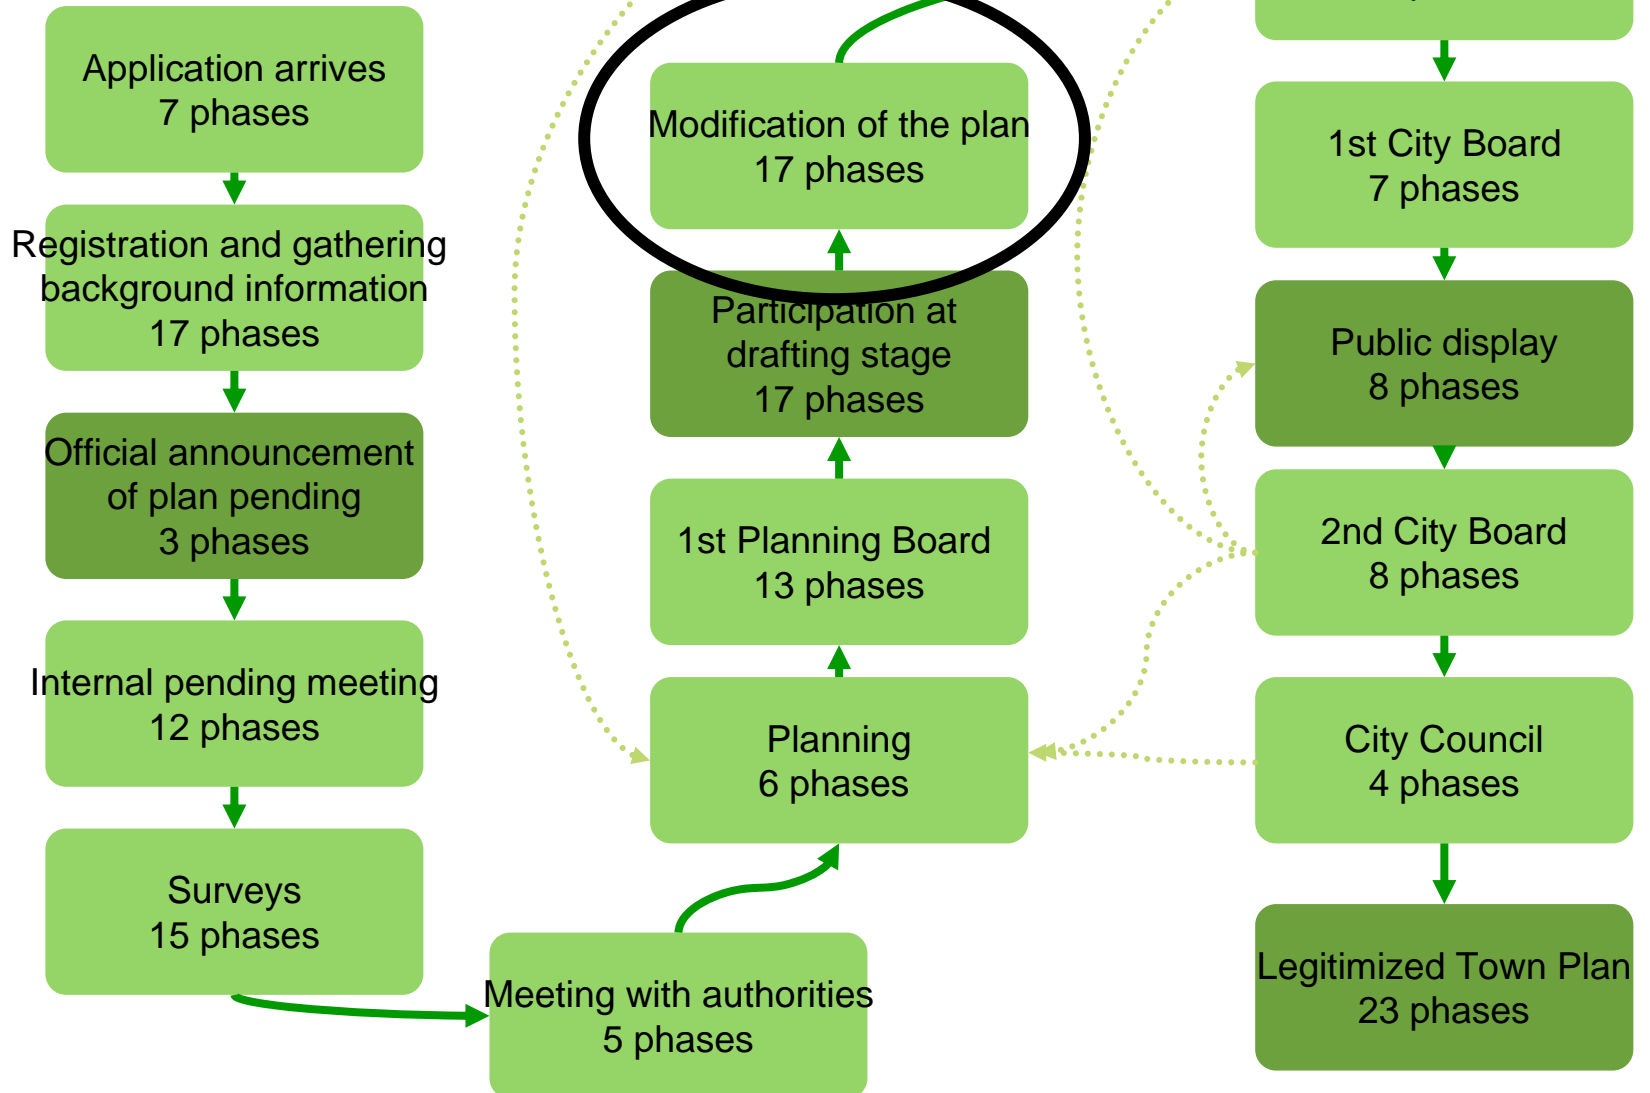 Application arrives
7 phases
Registration and gathering
background information
17 phases
Official announcement
of plan pending
3 phases
Internal pending meeting
12 phases
Surveys
15 phases
Meeting with authorities
5 phases
Modification of the plan
17 phases
Participation at
drafting stage
17 phases
1st Planning Board
13 phases
Planning
6 phases
1st City Board
7 phases
Public display
8 phases
2nd City Board
8 phases
City Council
4 phases
Legitimized Town Plan
23 phases